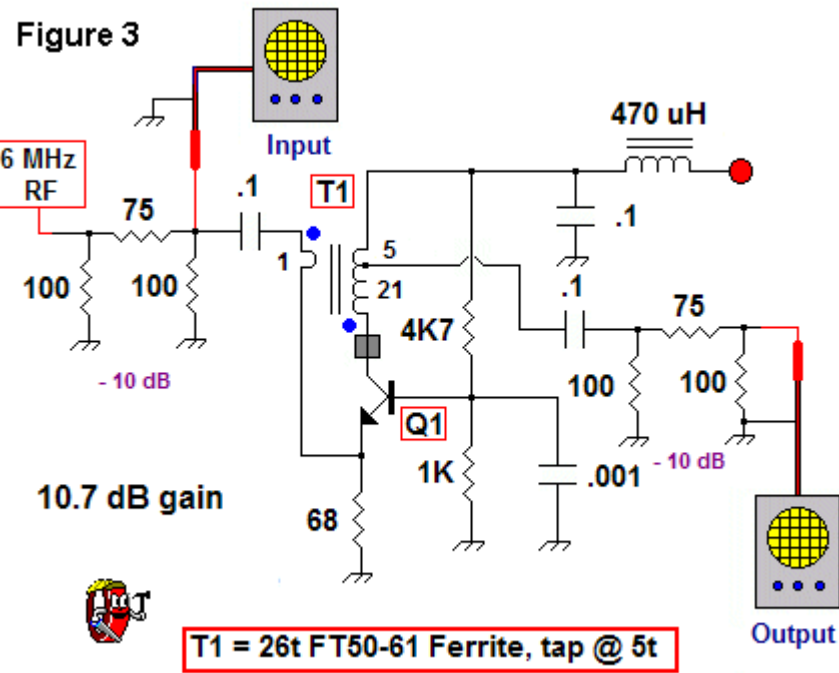 Figure 3
Input
470 uH
6 MHz
RF
75
.1
T1
1
5
21
.1
100
100
- 10 dB
4K7
.1
75
100
100
Q1
- 10 dB
10.7 dB gain
68
1K
.001
Output
T1 = 26t FT50-61 Ferrite, tap @ 5t